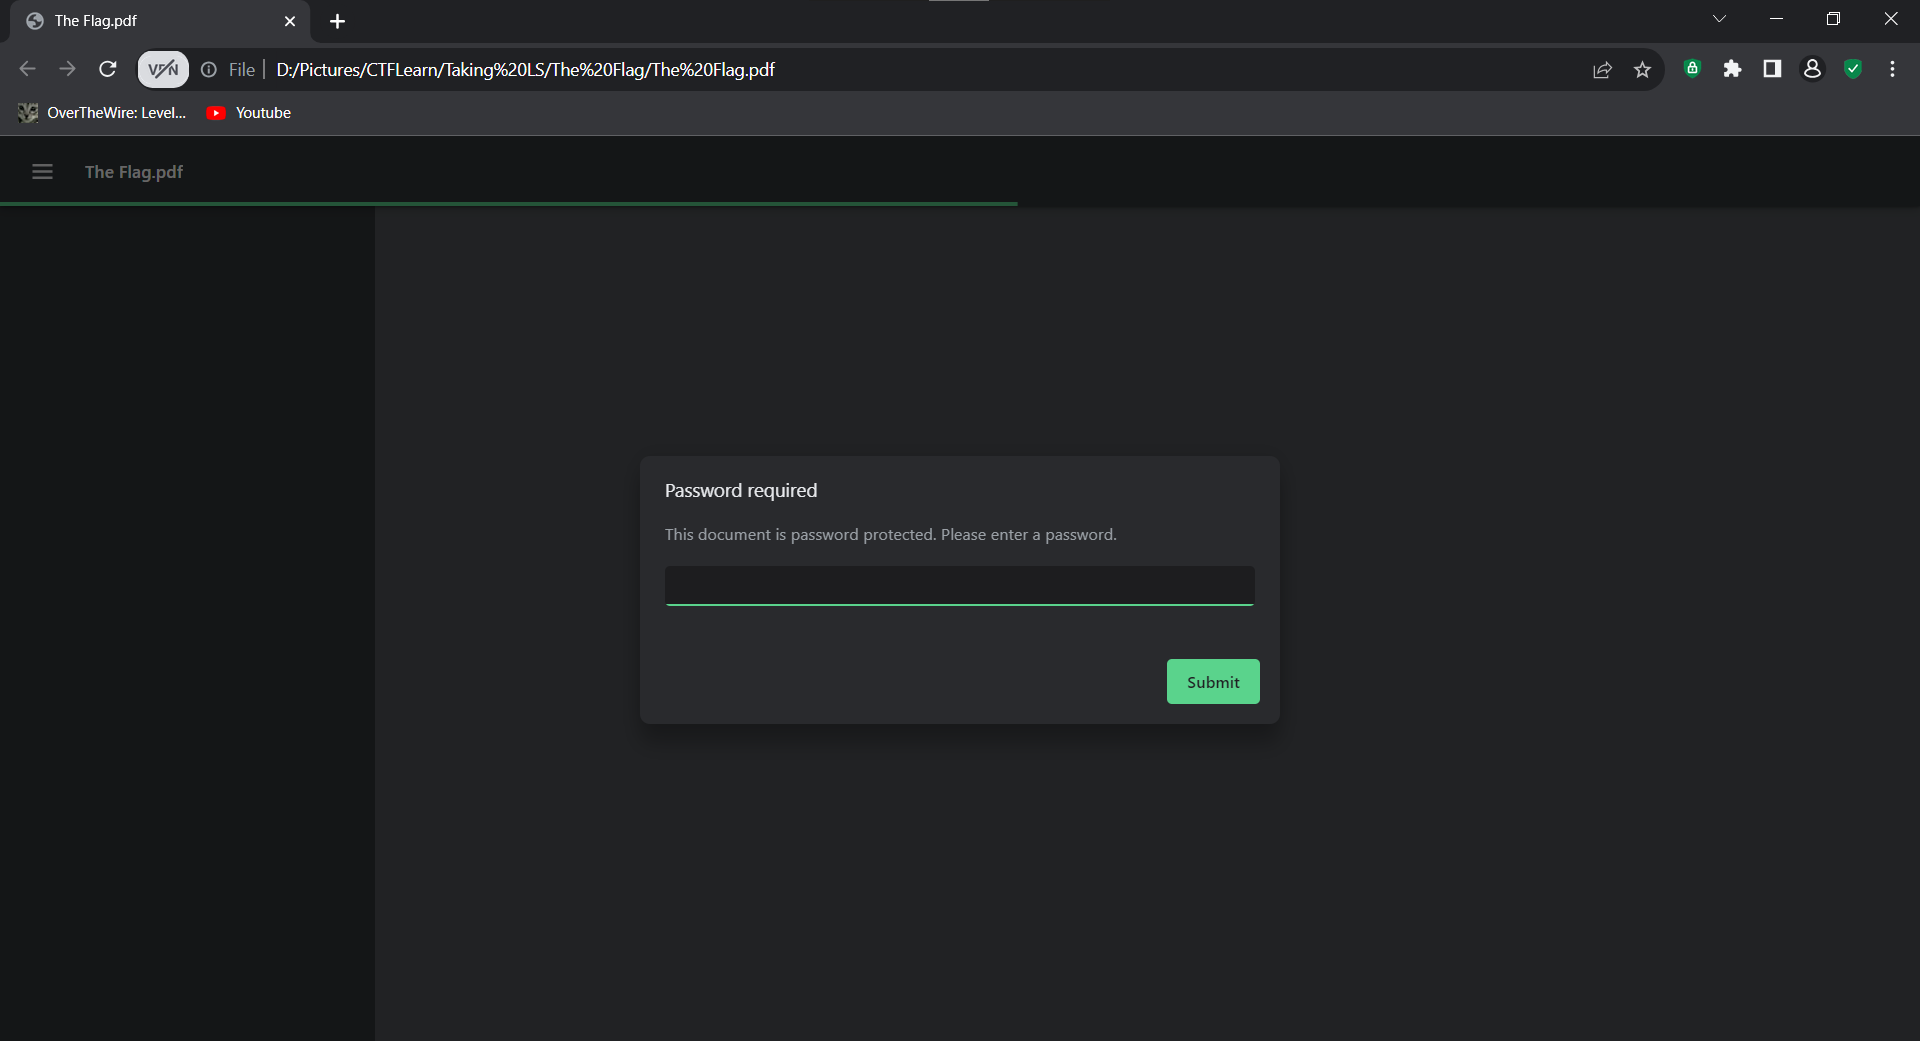 The Flag.pdf
VPN
File
D:/Pictures/CTFLearn/Taking%20LS/The%20Flag/The%20Flag.pdf
OverTheWire: Level...
Youtube
The Flag.pdf
Password required
This document is password protected. Please enter a password.
Submit